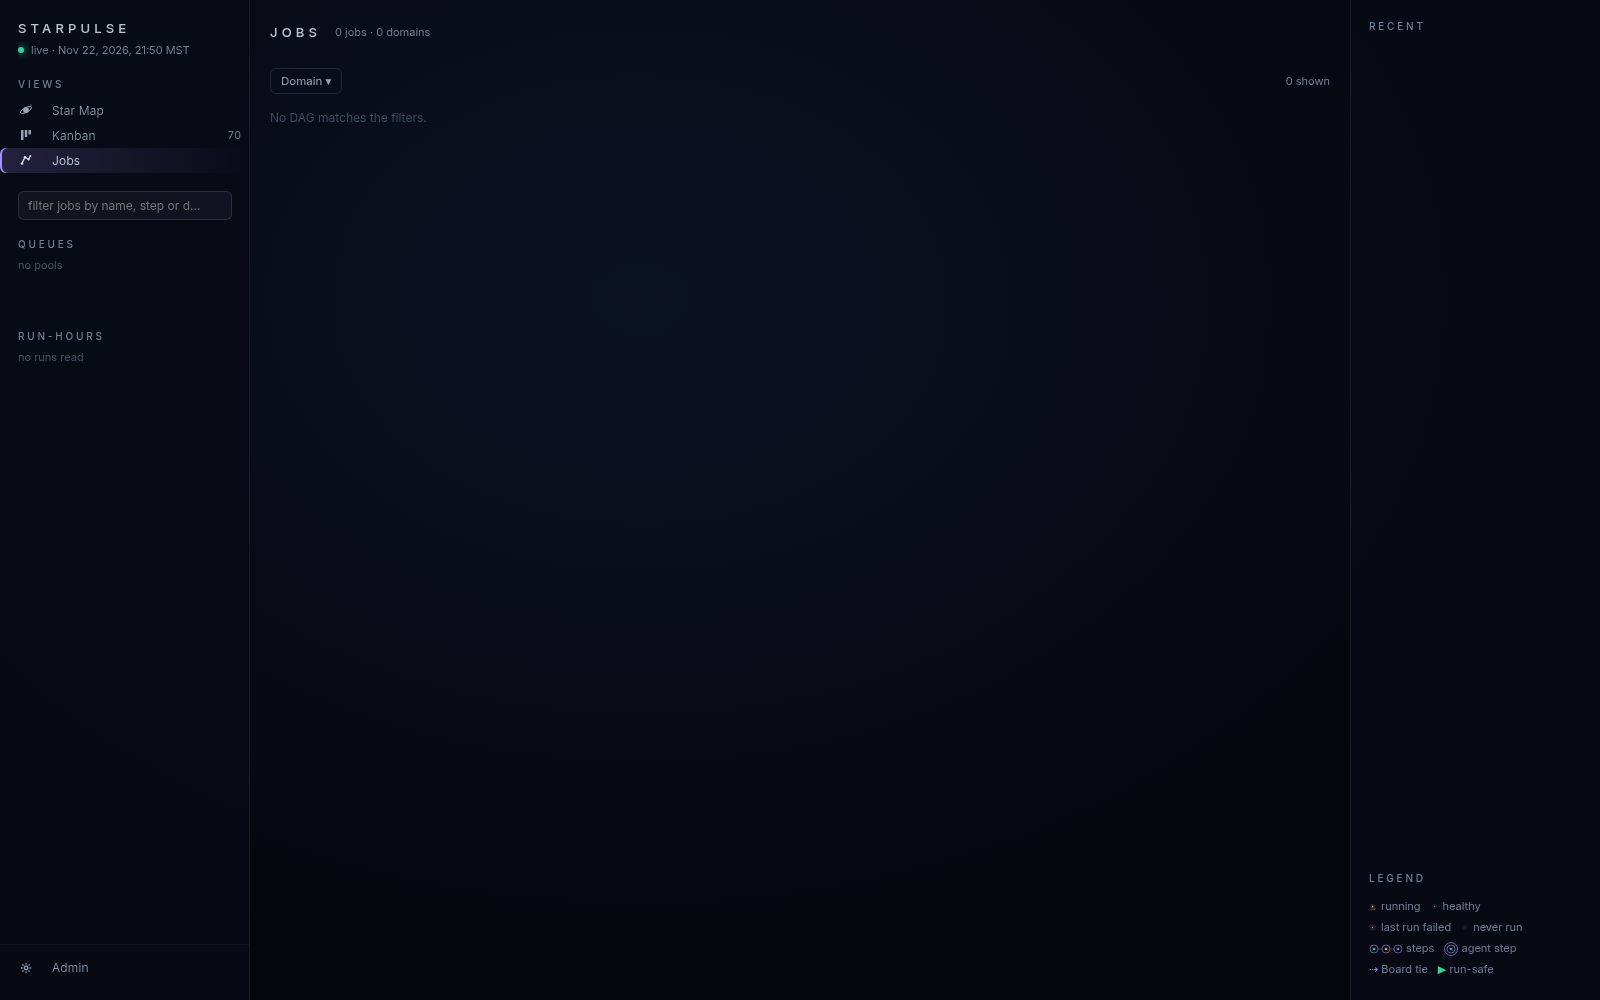 STARPULSE
live · Nov 22, 2026, 21:50 MST
VIEWS
Star Map
Kanban 70
Jobs
filter jobs by name, step or d...
QUEUES
no pools
RUN-HOURS
no runs read
Admin
JOBS 0 jobs · 0 domains
Domain ▾ 0 shown
No DAG matches the filters.
RECENT
LEGEND
running healthy
last run failed never run
steps agent step
⇢ Board tie ▶ run-safe